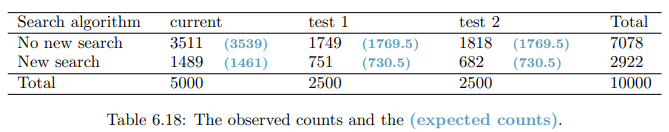 Search algorithm current test 1 test 2 Total
No new search 3511 (3539) 1749 (1769.5) 1818 (1769.5) 7078
New search 1489 (1461) 751 (730.5) 682 (730.5) 2922
Total 5000 2500 2500 10000
Table 6.18: The observed counts and the (expected counts).